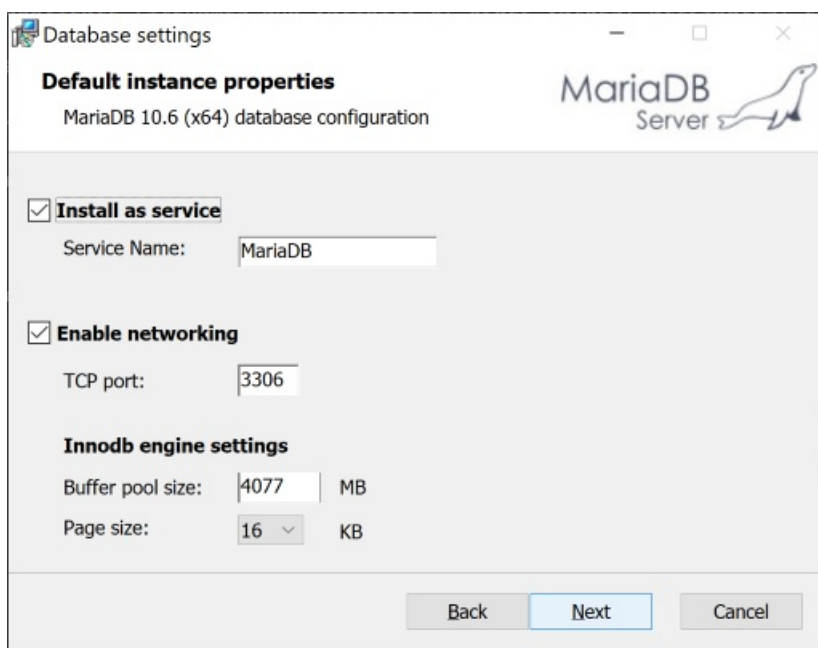 Database settings
Default instance properties
MariaDB 10.6 (x64) database configuration
MariaDB
Server
Install as service
Service Name: MariaDB
Enable networking
TCP port: 3306
Innodb engine settings
Buffer pool size: 4077 MB
Page size: 16 KB
Back Next Cancel